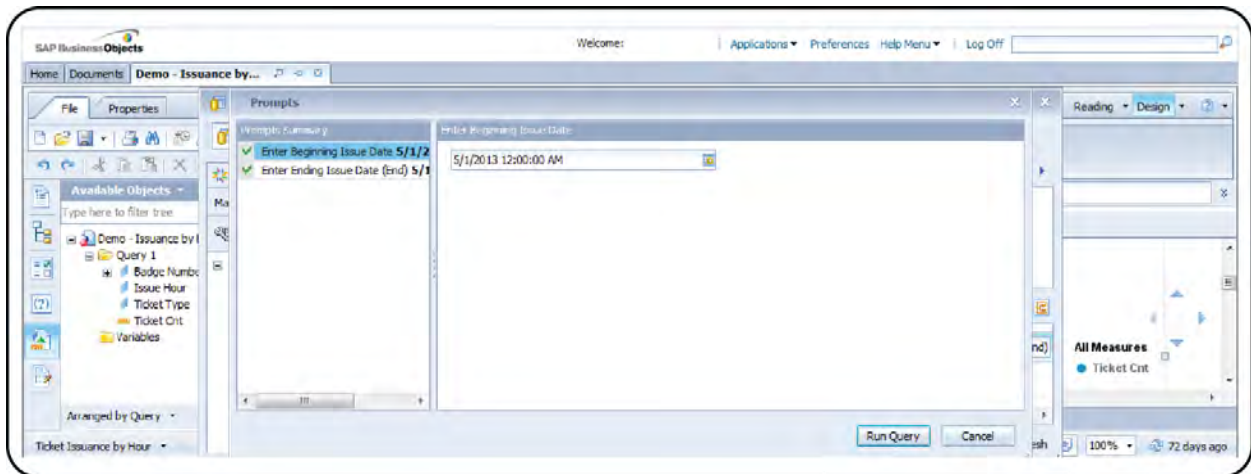 SAP BusinessObjects
Welcome: Applications Preferences Help Menu Log Off
Home Documents Demo - Issuance by...
File Properties
Prompts
Reading Design
Prompts Summary
Enter Beginning Issue Date
Enter Beginning Issue Date 5/1/2
5/1/2013 12:00:00 AM
Enter Ending Issue Date (End) 5/1
Available Objects
Ma
Type here to filter tree
Demo - Issuance by
Query 1
Badge Numbe
Issue Hour
Ticket Type
Ticket Cnt
Variables
nd)
All Measures
Ticket Cnt
Arranged by Query
Run Query Cancel
Ticket Issuance by Hour
esh
100%
72 days ago